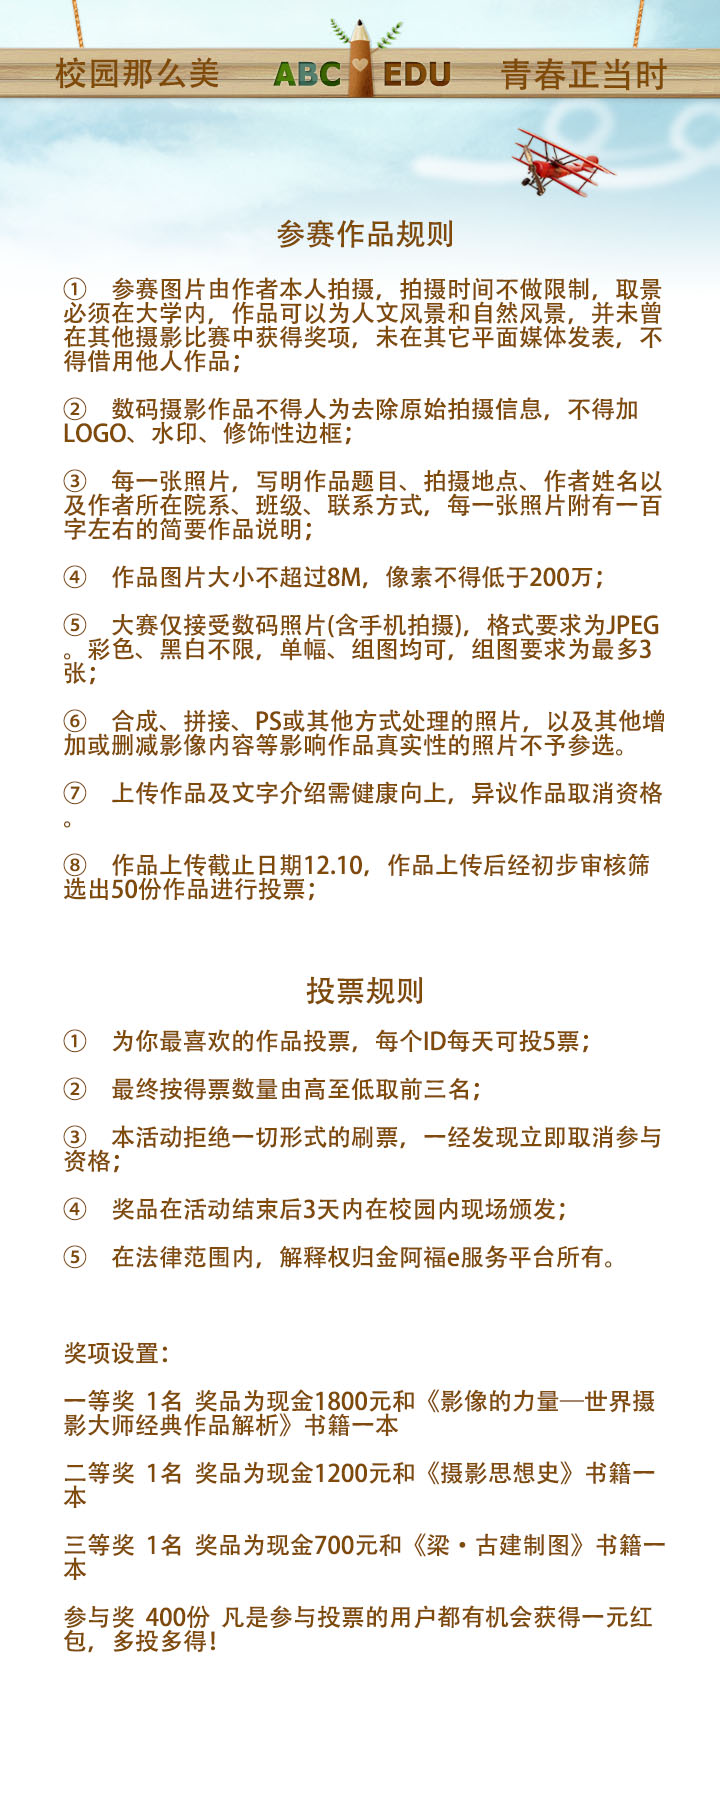 校园那么美 ABC EDU 青春正当时
参赛作品规则
① 参赛图片由作者本人拍摄，拍摄时间不做限制，取景
必须在大学内，作品可以为人文风景和自然风景，并未曾
在其他摄影比赛中获得奖项，未在其它平面媒体发表，不
得借用他人作品；
② 数码摄影作品不得人为去除原始拍摄信息，不得加
LOGO、水印、修饰性边框；
③ 每一张照片，写明作品题目、拍摄地点、作者姓名以
及作者所在院系、班级、联系方式，每一张照片附有一百
字左右的简要作品说明；
④ 作品图片大小不超过8M，像素不得低于200万；
⑤ 大赛仅接受数码照片(含手机拍摄)，格式要求为JPEG
。彩色、黑白不限，单幅、组图均可，组图要求为最多3
张；
⑥ 合成、拼接、PS或其他方式处理的照片，以及其他增
加或删减影像内容等影响作品真实性的照片不予参选。
⑦ 上传作品及文字介绍需健康向上，异议作品取消资格
。
⑧ 作品上传截止日期12.10，作品上传后经初步审核筛
选出50份作品进行投票；
投票规则
① 为你最喜欢的作品投票，每个ID每天可投5票；
② 最终按得票数量由高至低取前三名；
③ 本活动拒绝一切形式的刷票，一经发现立即取消参与
资格；
④ 奖品在活动结束后3天内在校园内现场颁发；
⑤ 在法律范围内，解释权归金阿福e服务平台所有。
奖项设置：
一等奖 1名 奖品为现金1800元和《影像的力量—世界摄
影大师经典作品解析》书籍一本
二等奖 1名 奖品为现金1200元和《摄影思想史》书籍一
本
三等奖 1名 奖品为现金700元和《梁·古建制图》书籍一
本
参与奖 400份 凡是参与投票的用户都有机会获得一元红
包，多投多得！